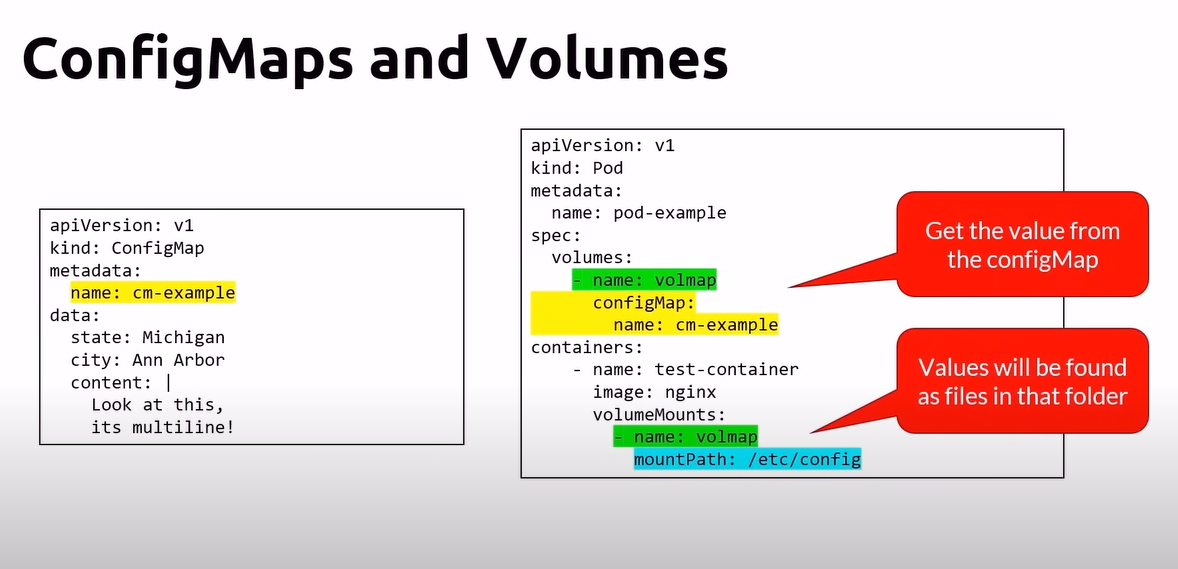 ConfigMaps and Volumes
apiVersion: v1
kind: ConfigMap
metadata:
  name: cm-example
data:
  state: Michigan
  city: Ann Arbor
  content: |
    Look at this,
    its multiline!
apiVersion: v1
kind: Pod
metadata:
  name: pod-example
spec:
  volumes:
    - name: volmap
      configMap:
        name: cm-example
containers:
    - name: test-container
      image: nginx
      volumeMounts:
        - name: volmap
          mountPath: /etc/config
Get the value from
the configMap
Values will be found
as files in that folder